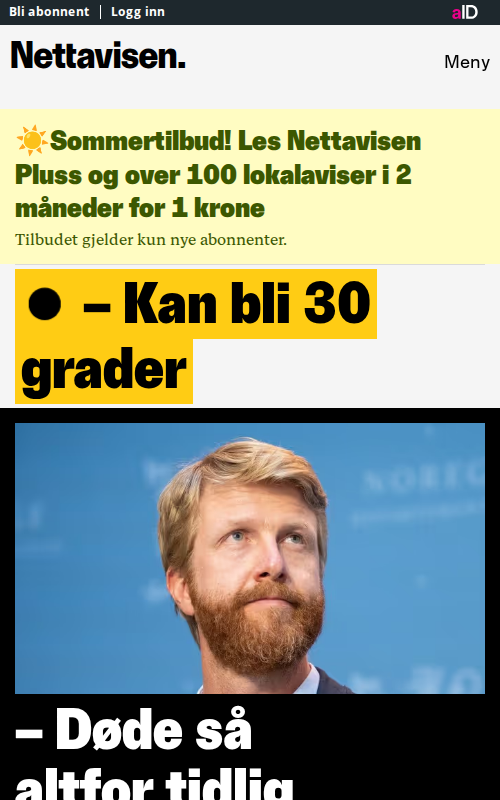 Bli abonnent | Logg inn
aID
Nettavisen.
Meny
☀️Sommertilbud! Les Nettavisen
Pluss og over 100 lokalaviser i 2
måneder for 1 krone
Tilbudet gjelder kun nye abonnenter.
● – Kan bli 30
grader
NOREG
– Døde så
altfor tidlig